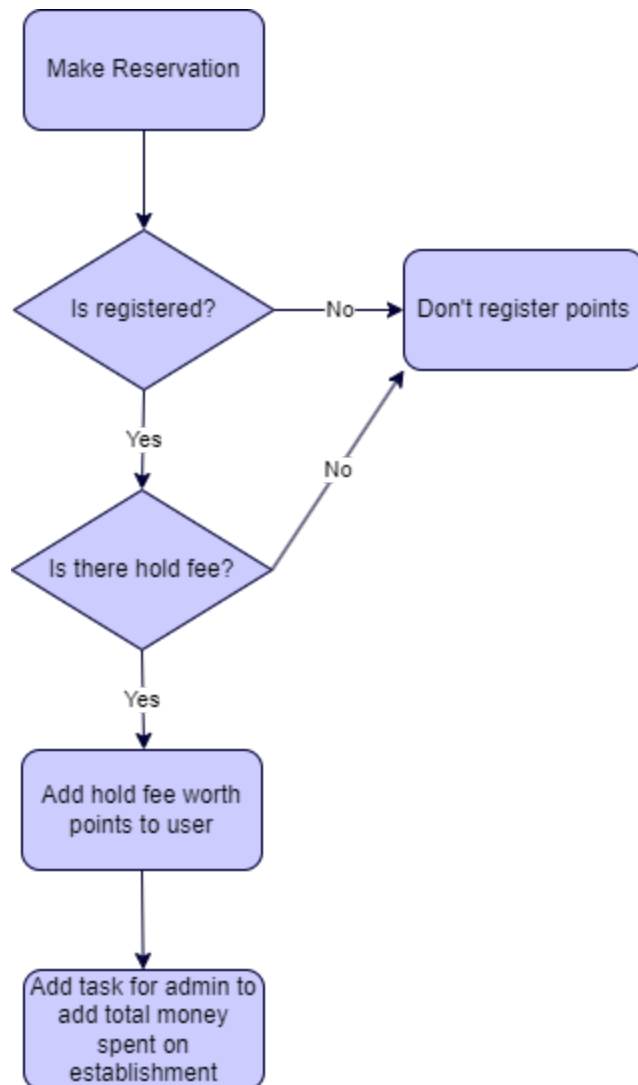 Make Reservation
Is registered?
No
Don't register points
Yes
No
Is there hold fee?
Yes
Add hold fee worth
points to user
Add task for admin to
add total money
spent on
establishment